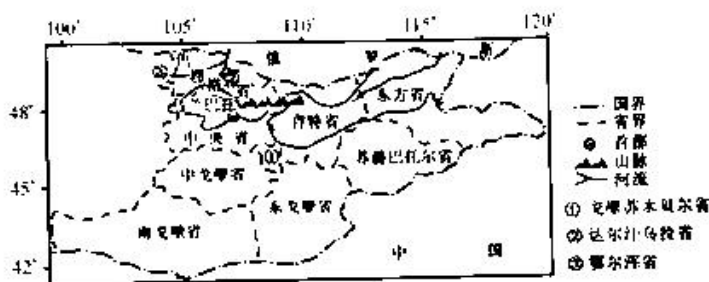 100° 105° 110° 115° 120°
俄 罗 斯
东方省
肯特省
48°
中央省
苏赫巴托尔省
中戈壁省
45°
东戈壁省
南戈壁省
42°
中 国
国界
省界
首都
山脉
河流
① 戈壁苏木贝尔省
② 达尔汗乌拉省
③ 鄂尔浑省